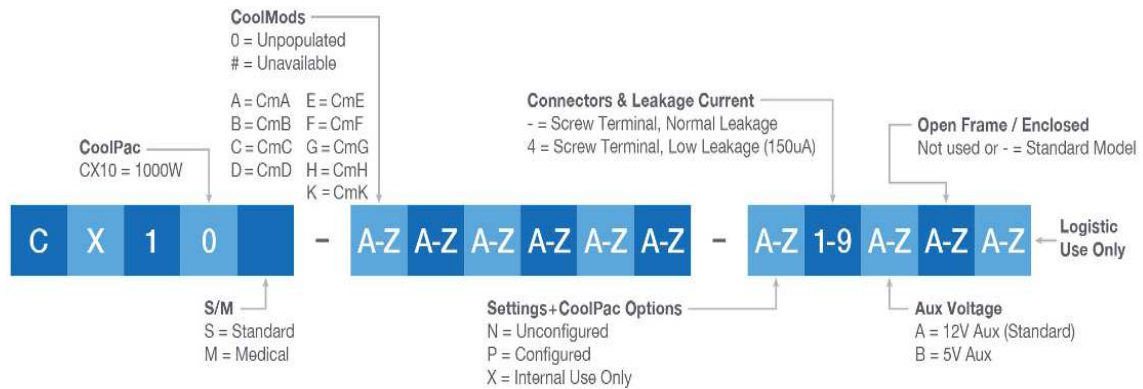 CoolMods
0 = Unpopulated
# = Unavailable
A = CmA E = CmE
B = CmB F = CmF
C = CmC G = CmG
D = CmD H = CmH
K = CmK
CoolPac
CX10 = 1000W
Connectors & Leakage Current
- = Screw Terminal, Normal Leakage
4 = Screw Terminal, Low Leakage (150uA)
Open Frame / Enclosed
Not used or - = Standard Model
C X 1 0 - A-Z A-Z A-Z A-Z A-Z A-Z - A-Z 1-9 A-Z A-Z A-Z
Logistic
Use Only
S/M
S = Standard
M = Medical
Settings+CoolPac Options
N = Unconfigured
P = Configured
X = Internal Use Only
Aux Voltage
A = 12V Aux (Standard)
B = 5V Aux